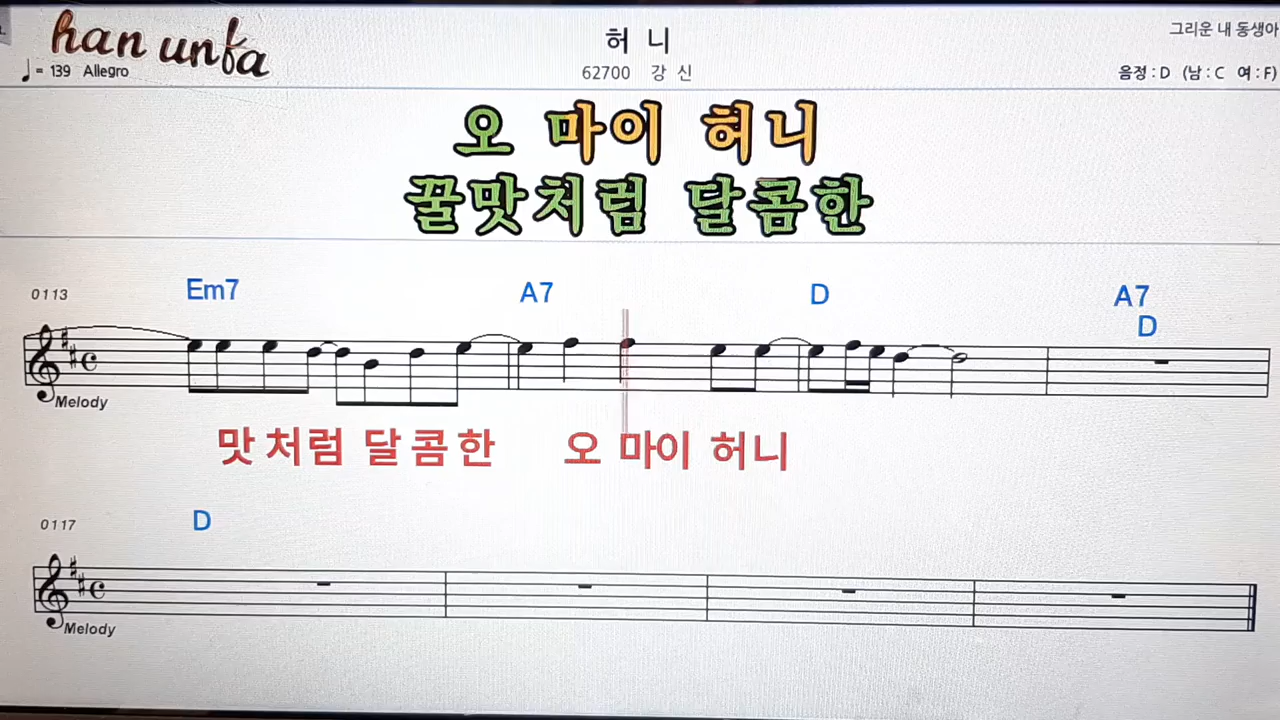 han unfa
허 니
그리운 내 동생아
♩= 139 Allegro
62700 강 신
음정 : D (남 : C 여 : F)
오 마이 허니
꿀맛처럼 달콤한
0113
Em7 A7 D A7
D
Melody
맛 처럼 달 콤 한 오 마이 허니
0117
D
Melody